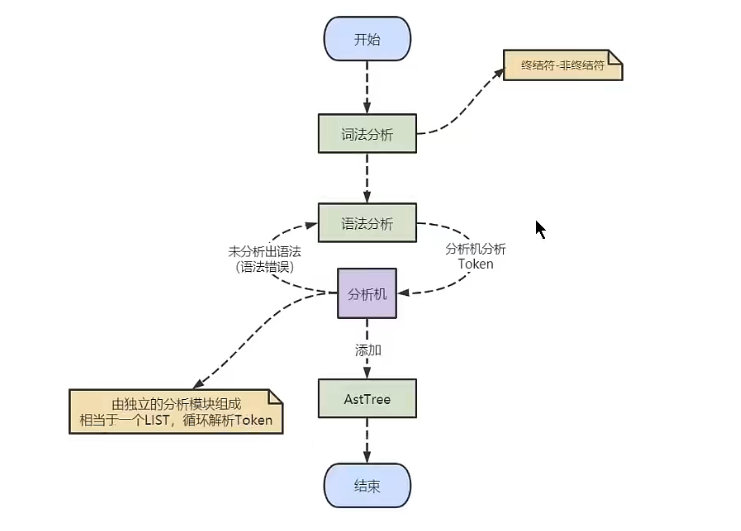 开始
终结符-非终结符
词法分析
语法分析
未分析出语法
（语法错误）
分析机分析
Token
分析机
添加
由独立的分析模块组成
相当于一个LIST，循环解析Token
AstTree
结束